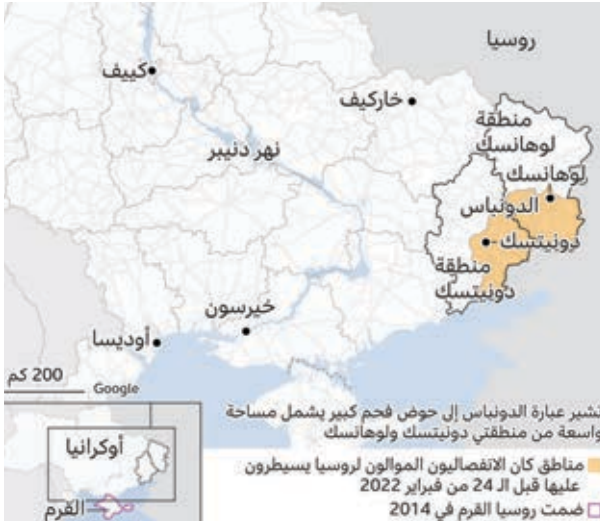 روسيا
كييف
خاركيف
منطقة
لوهانسك
نهر دنيبر
لوهانسك
الدونباس
دونيتسك
منطقة
دونيتسك
خيرسون
أوديسا
200 كم
Google
تشير عبارة الدونباس إلى حوض فحم كبير يشمل مساحة
واسعة من منطقتي دونيتسك ولوهانسك
أوكرانيا
مناطق كان الانفصاليون الموالون لروسيا يسيطرون
عليها قبل الـ 24 من فبراير 2022
القرم
ضمت روسيا القرم في 2014